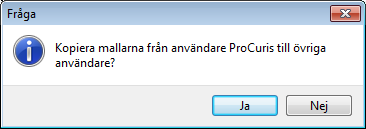 Fråga
Kopiera mallarna från användare ProCuris till övriga
användare?
Ja
Nej